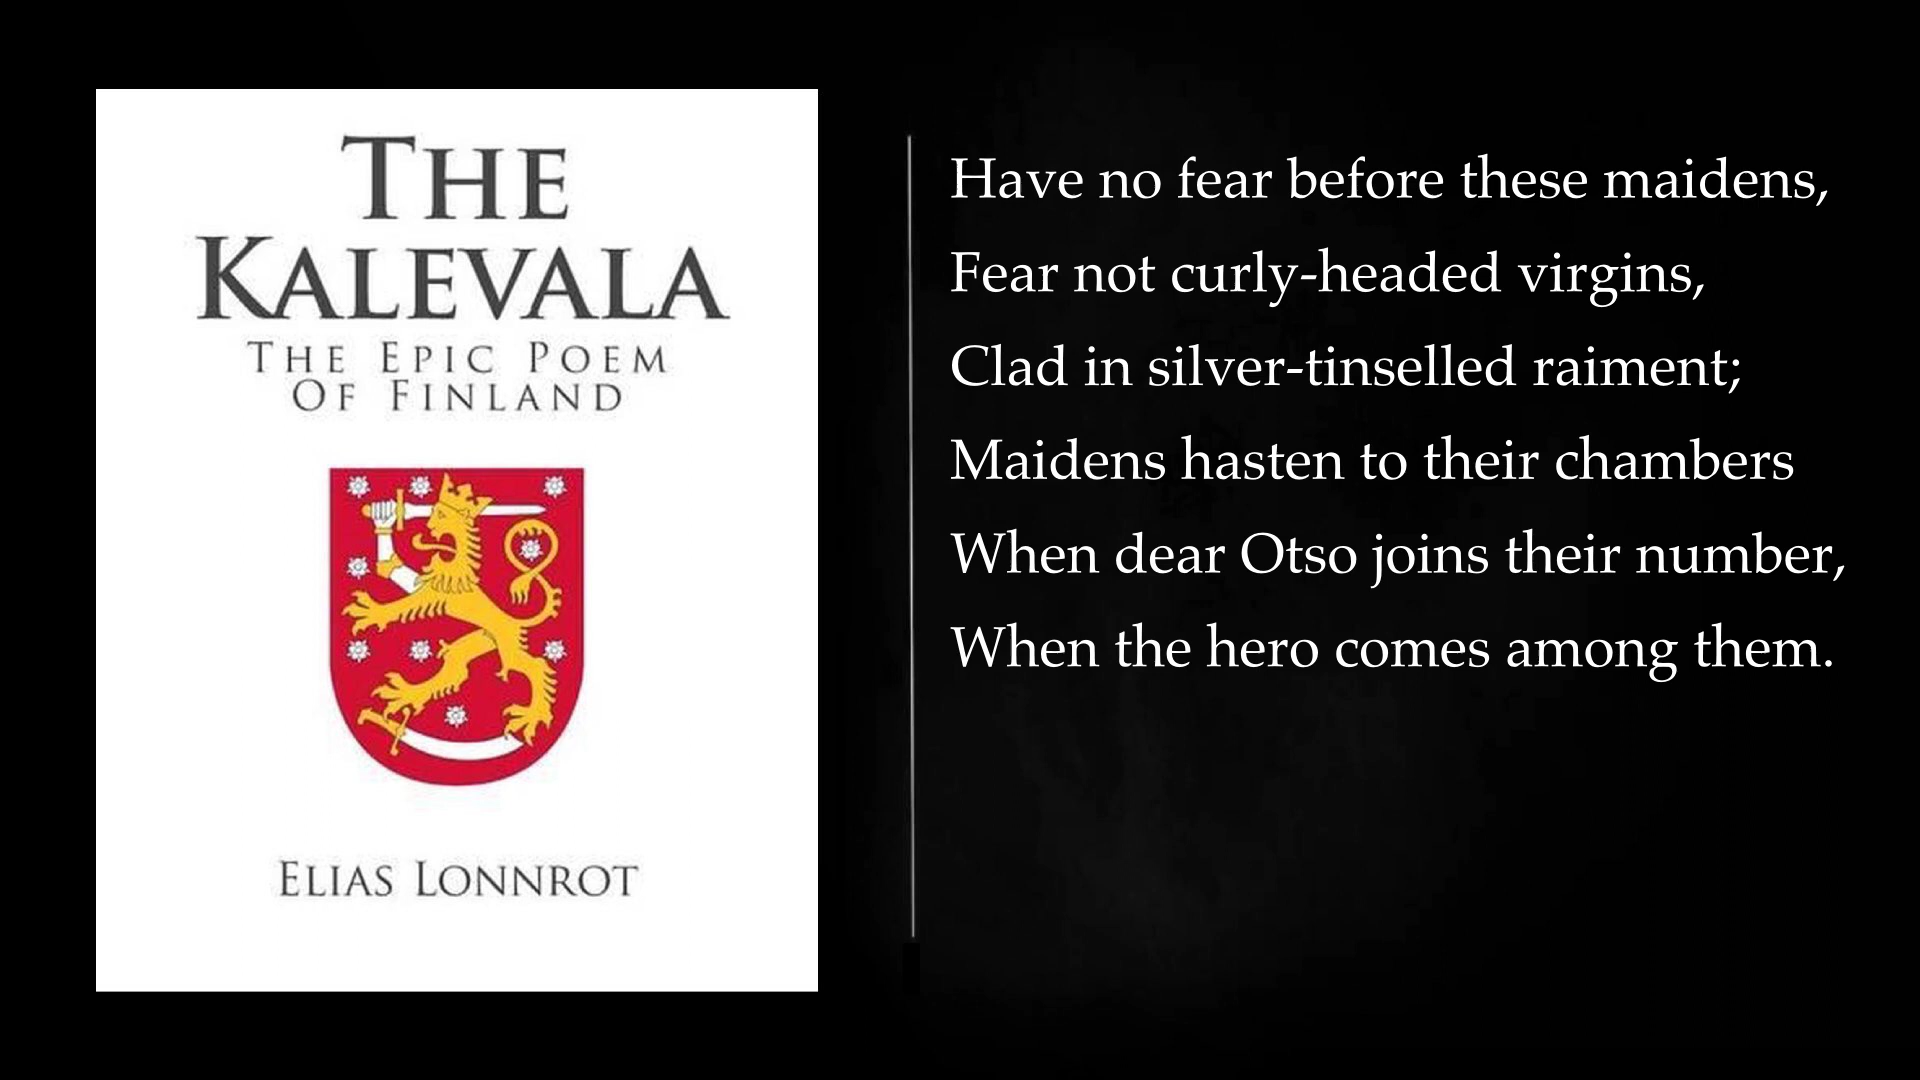 THE
KALEVALA
THE EPIC POEM
OF FINLAND
ELIAS LONNROT
Have no fear before these maidens,
Fear not curly-headed virgins,
Clad in silver-tinselled raiment;
Maidens hasten to their chambers
When dear Otso joins their number,
When the hero comes among them.